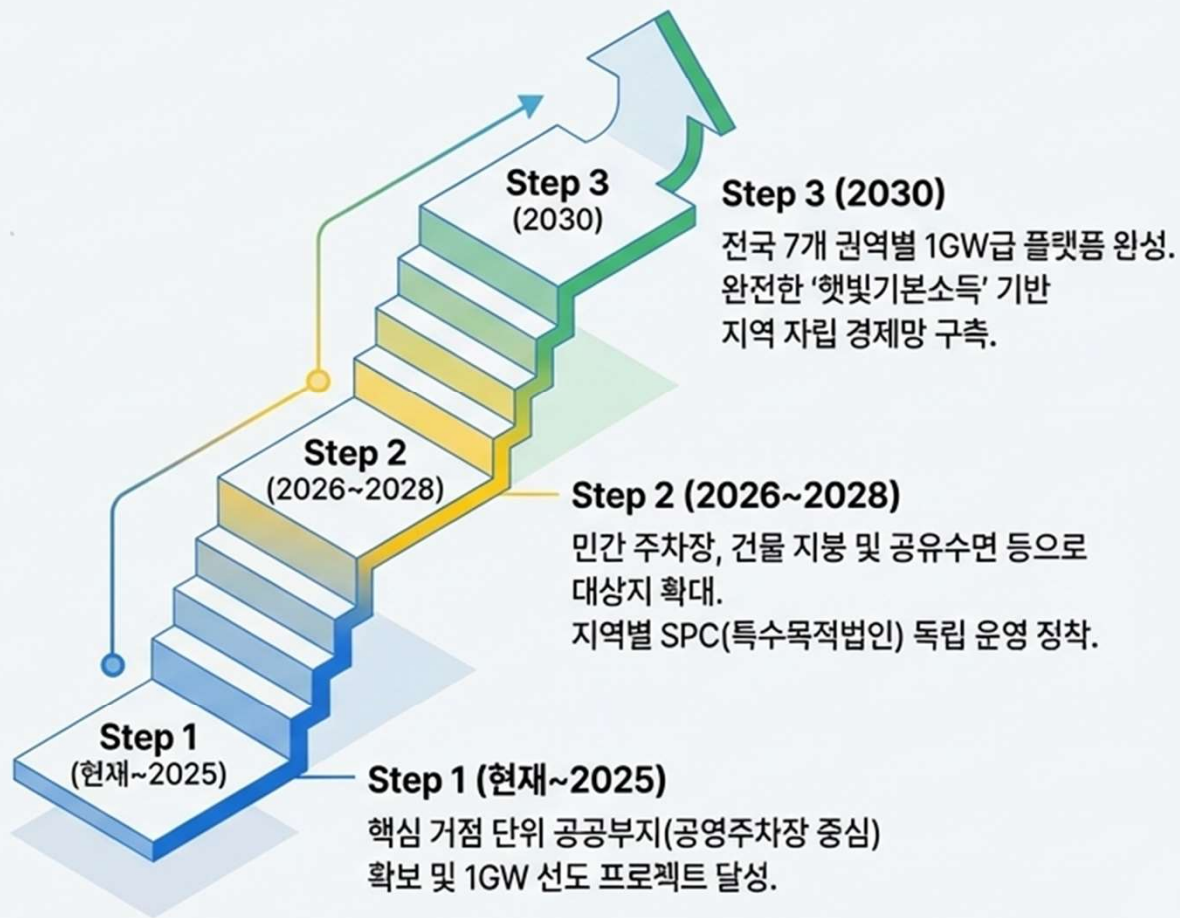 Step 3
(2030)
Step 3 (2030)
전국 7개 권역별 1GW급 플랫폼 완성.
완전한 ‘햇빛기본소득’ 기반
지역 자립 경제망 구축.
Step 2
(2026~2028)
Step 2 (2026~2028)
민간 주차장, 건물 지붕 및 공유수면 등으로
대상지 확대.
지역별 SPC(특수목적법인) 독립 운영 정착.
Step 1
(현재~2025)
Step 1 (현재~2025)
핵심 거점 단위 공공부지(공영주차장 중심)
확보 및 1GW 선도 프로젝트 달성.